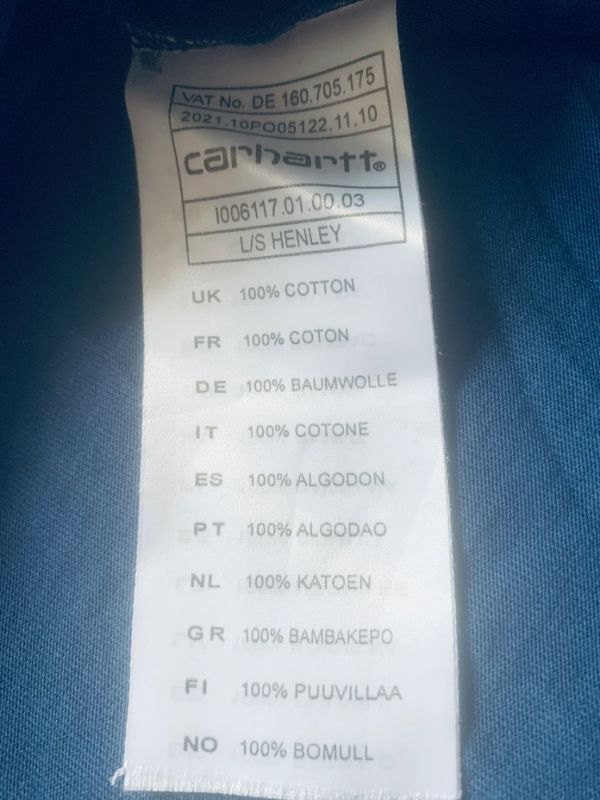 VAT No. DE 160.705.175
2021.10PO05122.11.10
carhartt®
I006117.01.00.03
L/S HENLEY
UK 100% COTTON
FR 100% COTON
DE 100% BAUMWOLLE
IT 100% COTONE
ES 100% ALGODON
PT 100% ALGODAO
NL 100% KATOEN
GR 100% BAMBAKEPO
FI 100% PUUVILLAA
NO 100% BOMULL